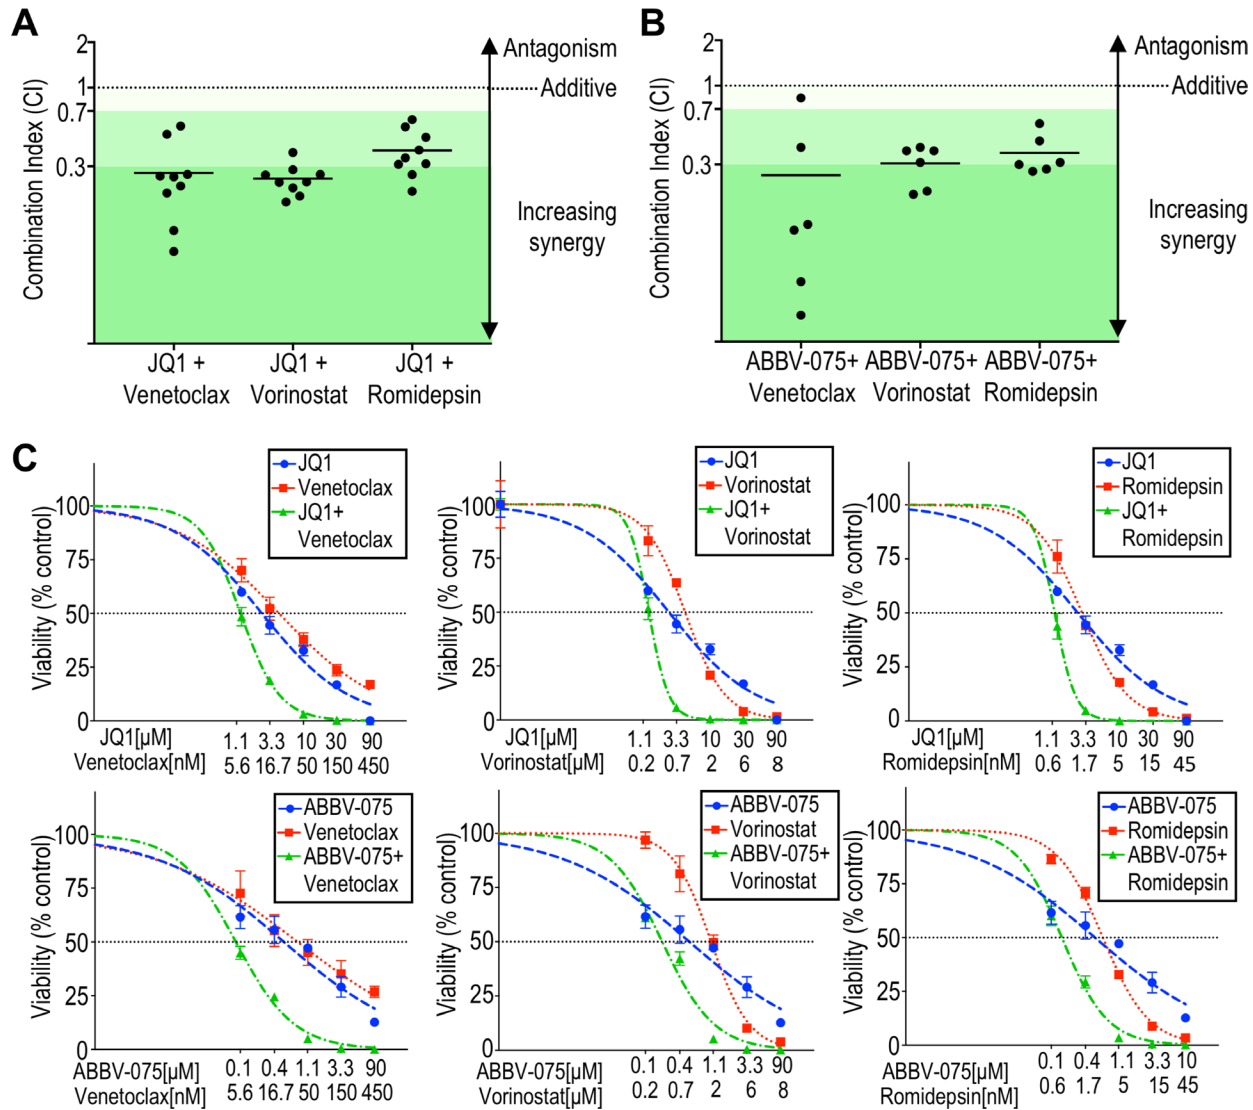 A
2
1
0.7
0.3
Combination Index (CI)
Antagonism
Additive
Increasing
synergy
JQ1 +
Venetoclax
JQ1 +
Vorinostat
JQ1 +
Romidepsin
B
2
1
0.7
0.3
Combination Index (CI)
Antagonism
Additive
Increasing
synergy
ABBV-075+
Venetoclax
ABBV-075+
Vorinostat
ABBV-075+
Romidepsin
C
JQ1
Venetoclax
JQ1+
Venetoclax
Viability (% control)
100
75
50
25
0
JQ1[µM] 1.1 3.3 10 30 90
Venetoclax[nM] 5.6 16.7 50 150 450
JQ1
Vorinostat
JQ1+
Vorinostat
Viability (% control)
100
75
50
25
0
JQ1[µM] 1.1 3.3 10 30 90
Vorinostat[µM] 0.2 0.7 2 6 8
JQ1
Romidepsin
JQ1+
Romidepsin
Viability (% control)
100
75
50
25
0
JQ1[µM] 1.1 3.3 10 30 90
Romidepsin[nM] 0.6 1.7 5 15 45
ABBV-075
Venetoclax
ABBV-075+
Venetoclax
Viability (% control)
100
75
50
25
0
ABBV-075[µM] 0.1 0.4 1.1 3.3 90
Venetoclax[nM] 5.6 16.7 50 150 450
ABBV-075
Vorinostat
ABBV-075+
Vorinostat
Viability (% control)
100
75
50
25
0
ABBV-075[µM] 0.1 0.4 1.1 3.3 90
Vorinostat[µM] 0.2 0.7 2 6 8
ABBV-075
Romidepsin
ABBV-075+
Romidepsin
Viability (% control)
100
75
50
25
0
ABBV-075[µM] 0.1 0.4 1.1 3.3 10
Romidepsin[nM] 0.6 1.7 5 15 45